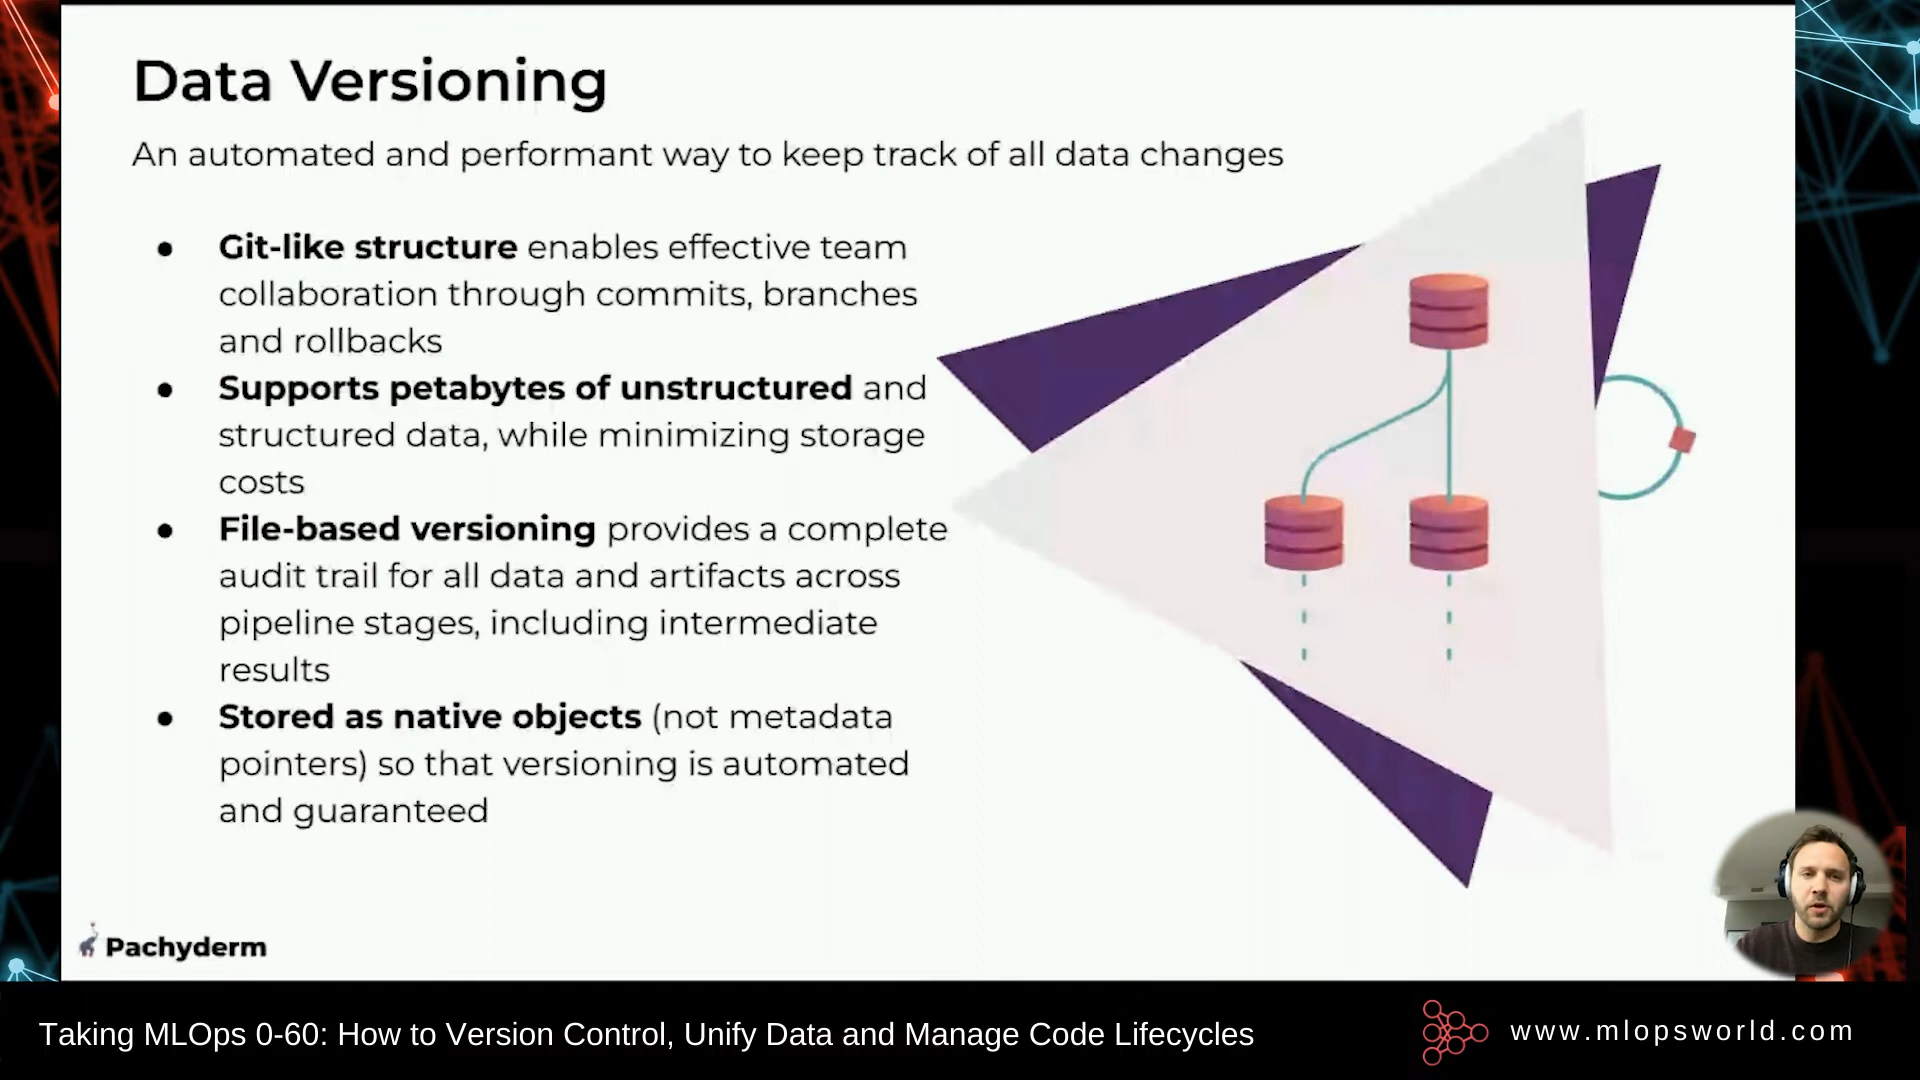 Data Versioning
An automated and performant way to keep track of all data changes
● Git-like structure enables effective team
collaboration through commits, branches
and rollbacks
● Supports petabytes of unstructured and
structured data, while minimizing storage
costs
● File-based versioning provides a complete
audit trail for all data and artifacts across
pipeline stages, including intermediate
results
● Stored as native objects (not metadata
pointers) so that versioning is automated
and guaranteed
Pachyderm
Taking MLOps 0-60: How to Version Control, Unify Data and Manage Code Lifecycles
www.mlopsworld.com